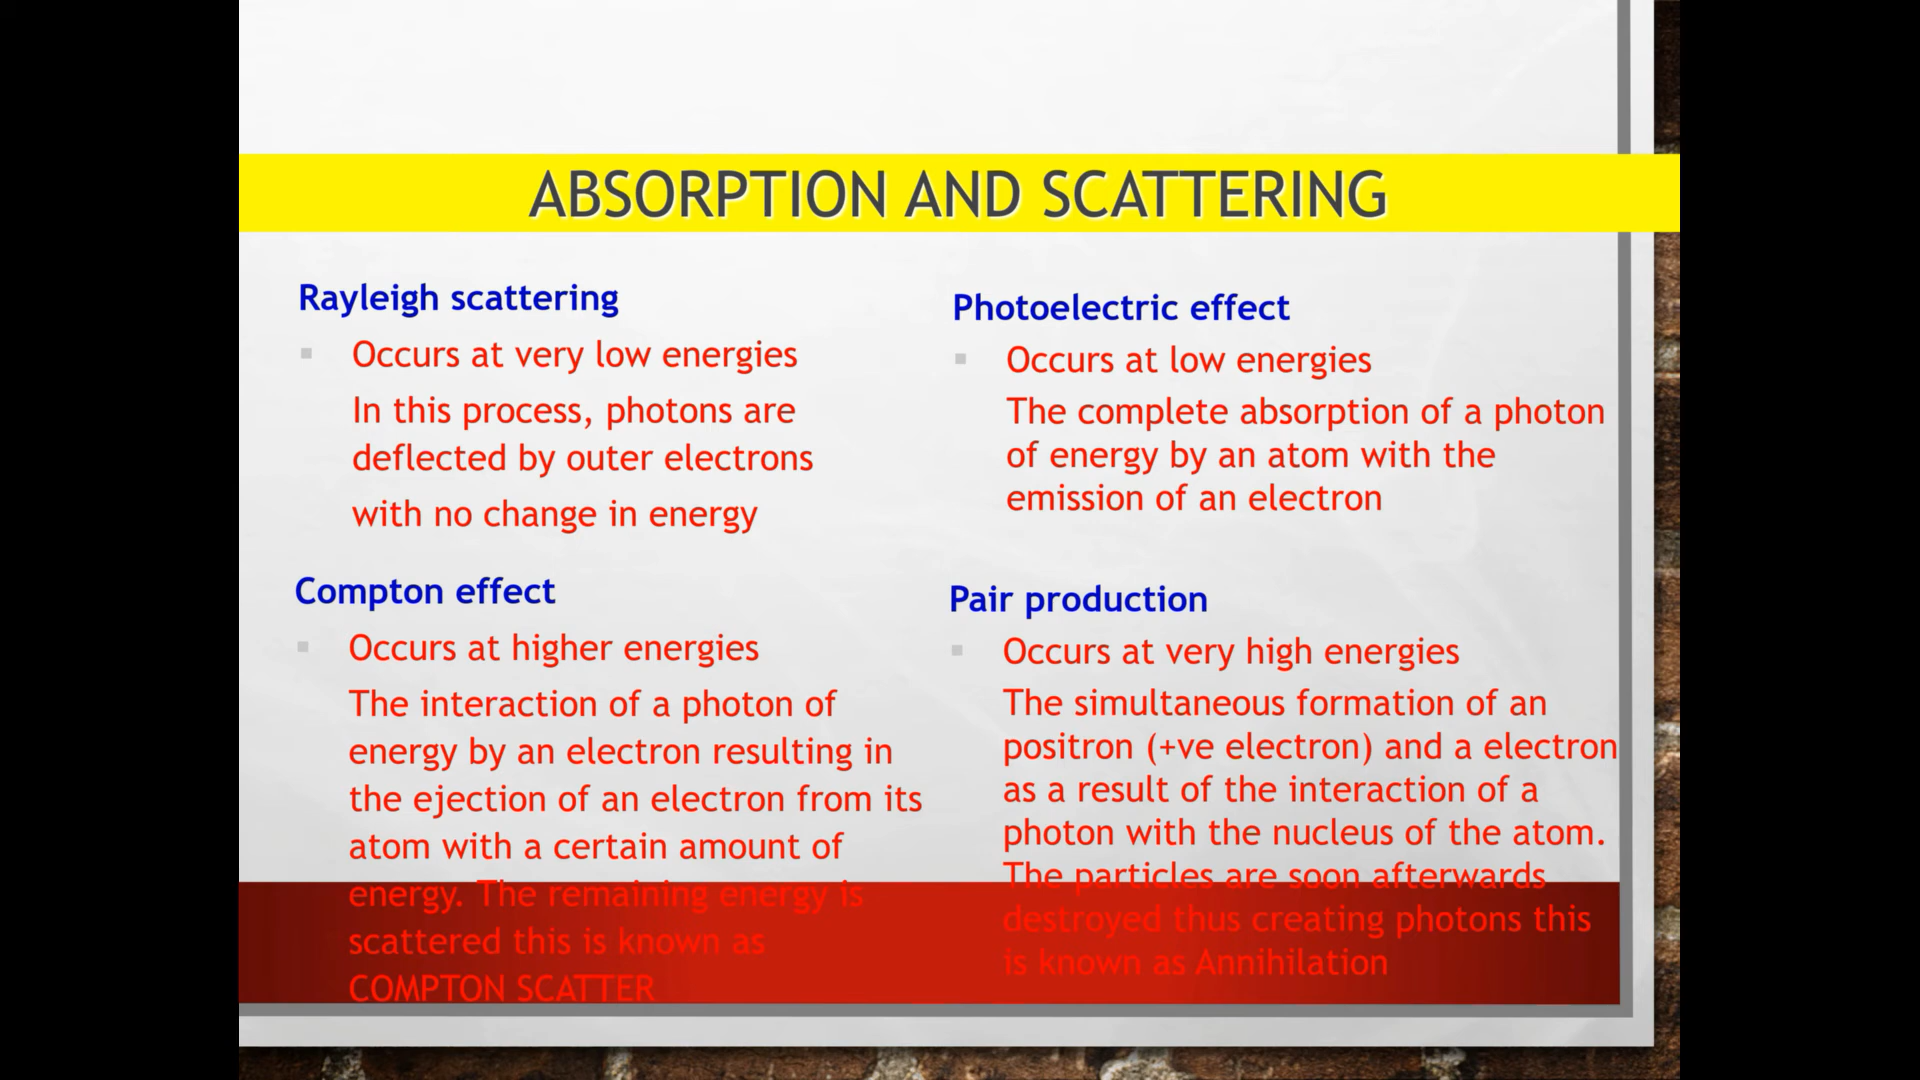 ABSORPTION AND SCATTERING
Rayleigh scattering
Occurs at very low energies
In this process, photons are
deflected by outer electrons
with no change in energy
Photoelectric effect
Occurs at low energies
The complete absorption of a photon
of energy by an atom with the
emission of an electron
Compton effect
Occurs at higher energies
The interaction of a photon of
energy by an electron resulting in
the ejection of an electron from its
atom with a certain amount of
energy. The remaining energy is
scattered this is known as
COMPTON SCATTER
Pair production
Occurs at very high energies
The simultaneous formation of an
positron (+ve electron) and a electron
as a result of the interaction of a
photon with the nucleus of the atom.
The particles are soon afterwards
destroyed thus creating photons this
is known as Annihilation